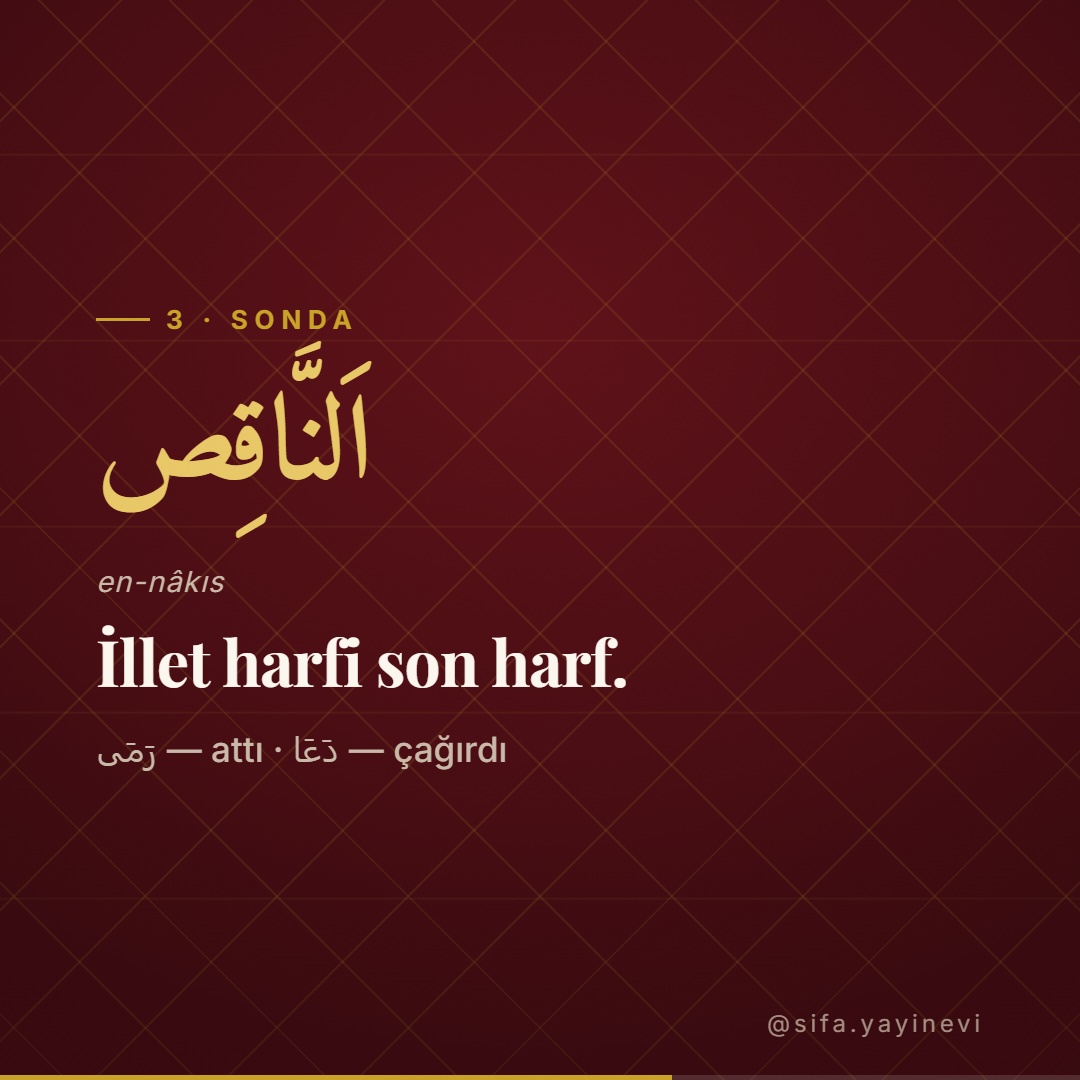 3 · SONDA
اَلنَّاقِص
en-nâkıs
İllet harfi son harf.
رَمَى — attı · دَعَا — çağırdı
@sifa.yayinevi